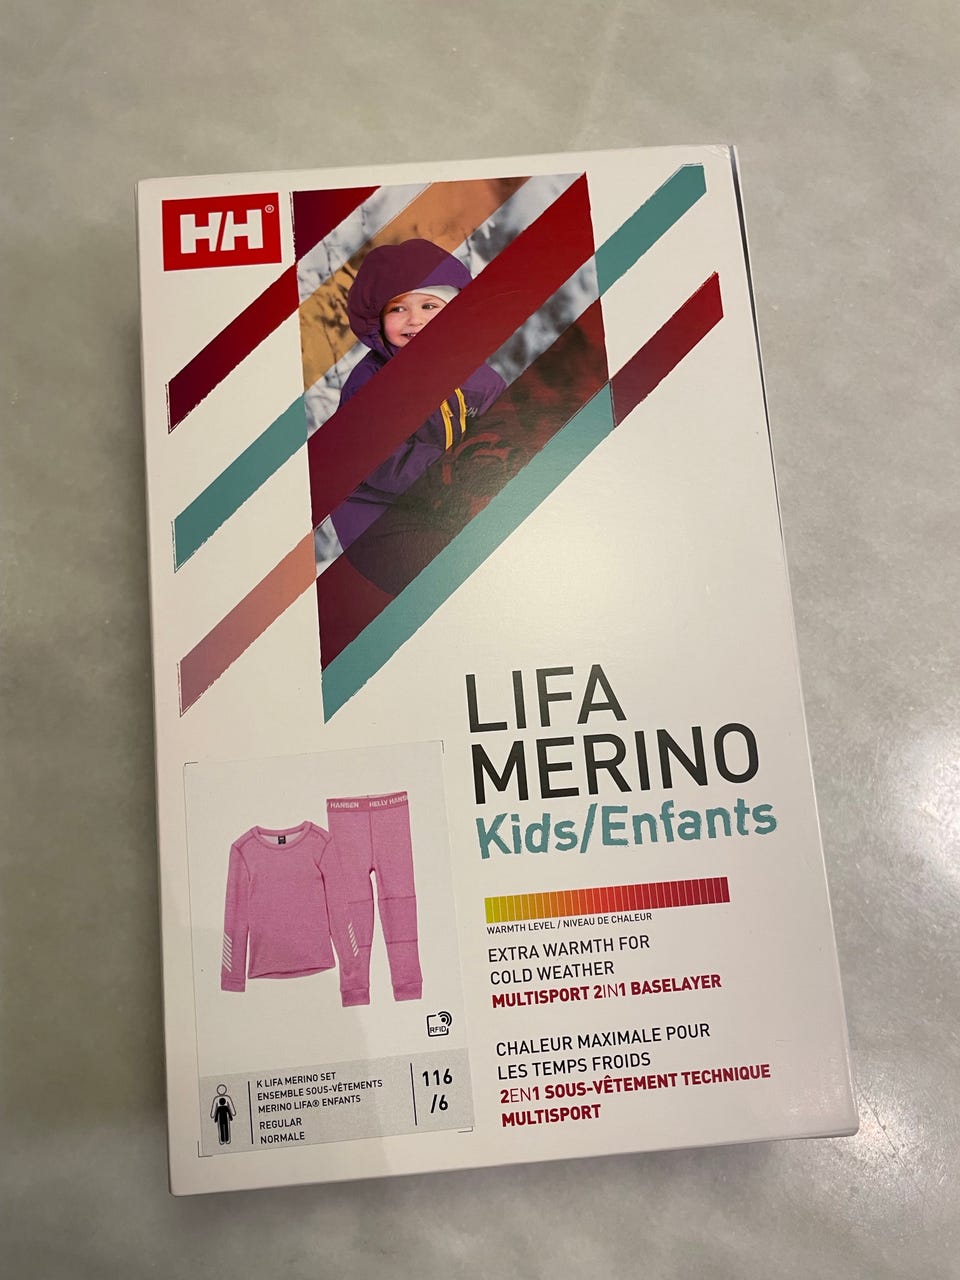 HH®
LIFA
MERINO
Kids/Enfants
WARMTH LEVEL / NIVEAU DE CHALEUR
EXTRA WARMTH FOR
COLD WEATHER
MULTISPORT 2IN1 BASELAYER
CHALEUR MAXIMALE POUR
LES TEMPS FROIDS
2EN1 SOUS-VÊTEMENT TECHNIQUE
MULTISPORT
HANSEN HELLY HANS
RFID
K LIFA MERINO SET
ENSEMBLE SOUS-VÊTEMENTS
MERINO LIFA® ENFANTS
REGULAR
NORMALE
116
/6